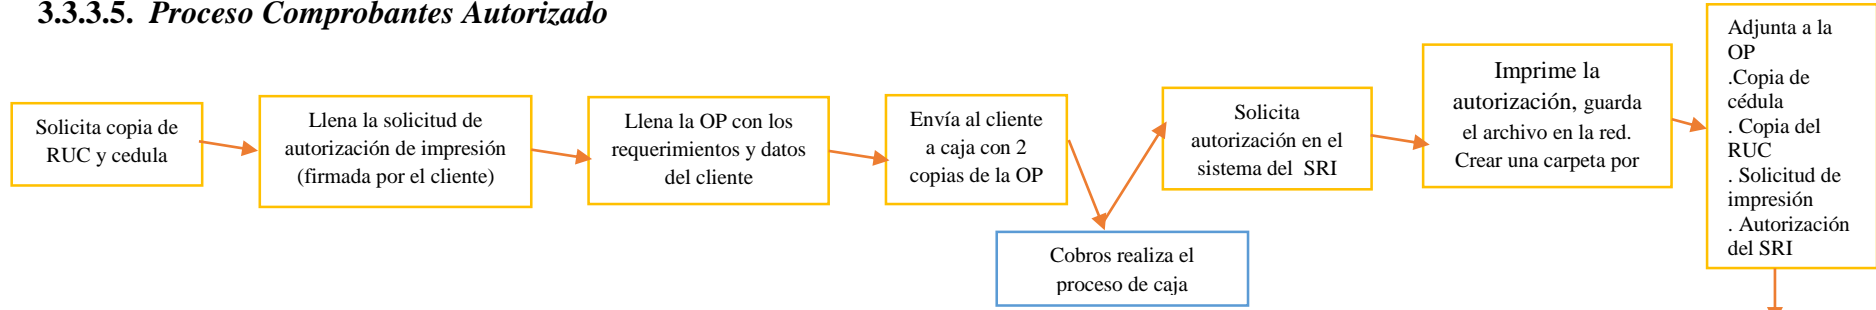 3.3.3.5. Proceso Comprobantes Autorizado
Solicita copia de
RUC y cedula
Llena la solicitud de
autorización de impresión
(firmada por el cliente)
Llena la OP con los
requerimientos y datos
del cliente
Envía al cliente
a caja con 2
copias de la OP
Cobros realiza el
proceso de caja
Solicita
autorización en el
sistema del SRI
Imprime la
autorización, guarda
el archivo en la red.
Crear una carpeta por
Adjunta a la
OP
.Copia de
cédula
. Copia del
RUC
. Solicitud de
impresión
. Autorización
del SRI